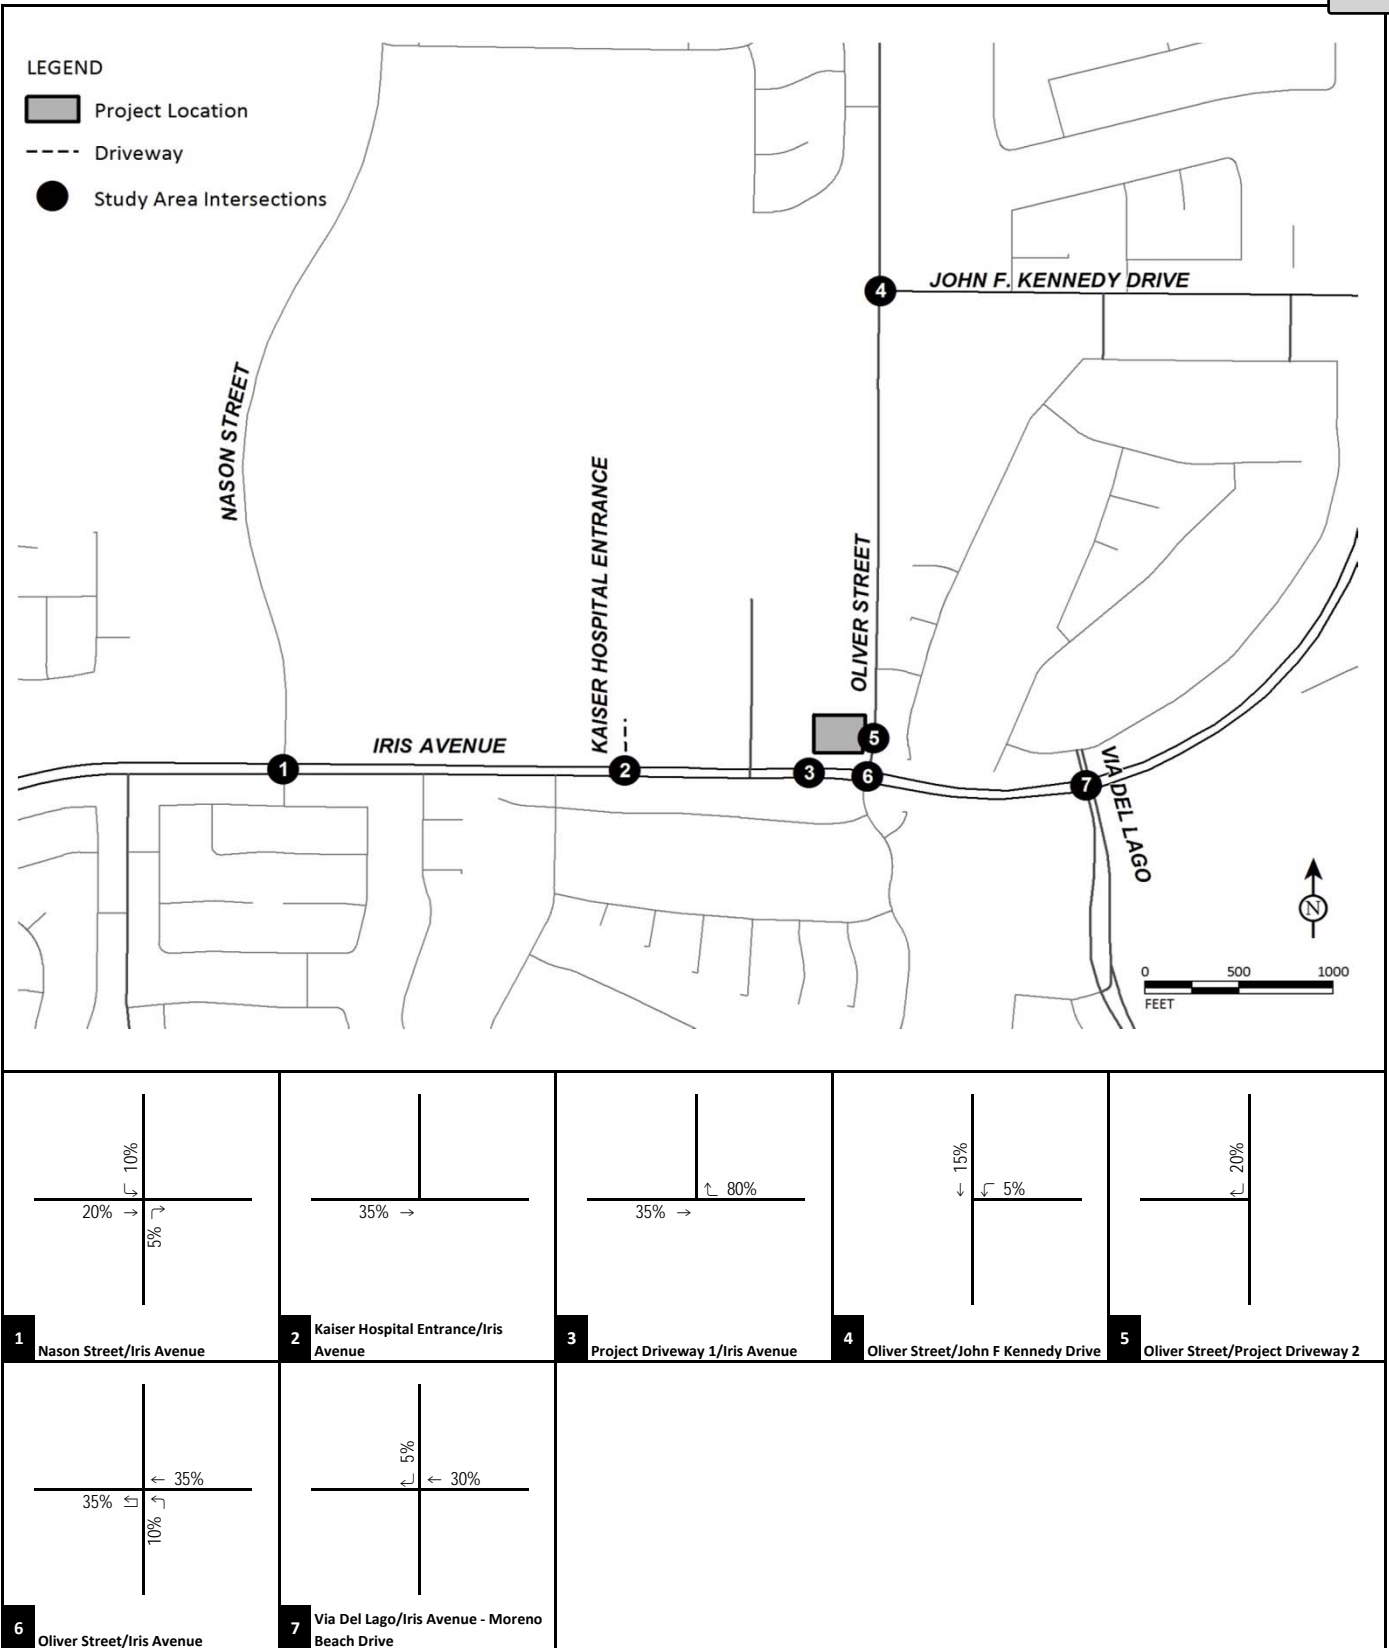 LEGEND
Project Location
Driveway
Study Area Intersections
JOHN F. KENNEDY DRIVE
4
NASON STREET
KAISER HOSPITAL ENTRANCE
OLIVER STREET
IRIS AVENUE
VIA DEL LAGO
1
2
3
5
6
7
N
0 500 1000
FEET
10%
20%
5%
1 Nason Street/Iris Avenue
35%
2 Kaiser Hospital Entrance/Iris
Avenue
80%
35%
3 Project Driveway 1/Iris Avenue
15%
5%
4 Oliver Street/John F Kennedy Drive
20%
5 Oliver Street/Project Driveway 2
35%
35%
10%
6 Oliver Street/Iris Avenue
5%
30%
7 Via Del Lago/Iris Avenue - Moreno
Beach Drive